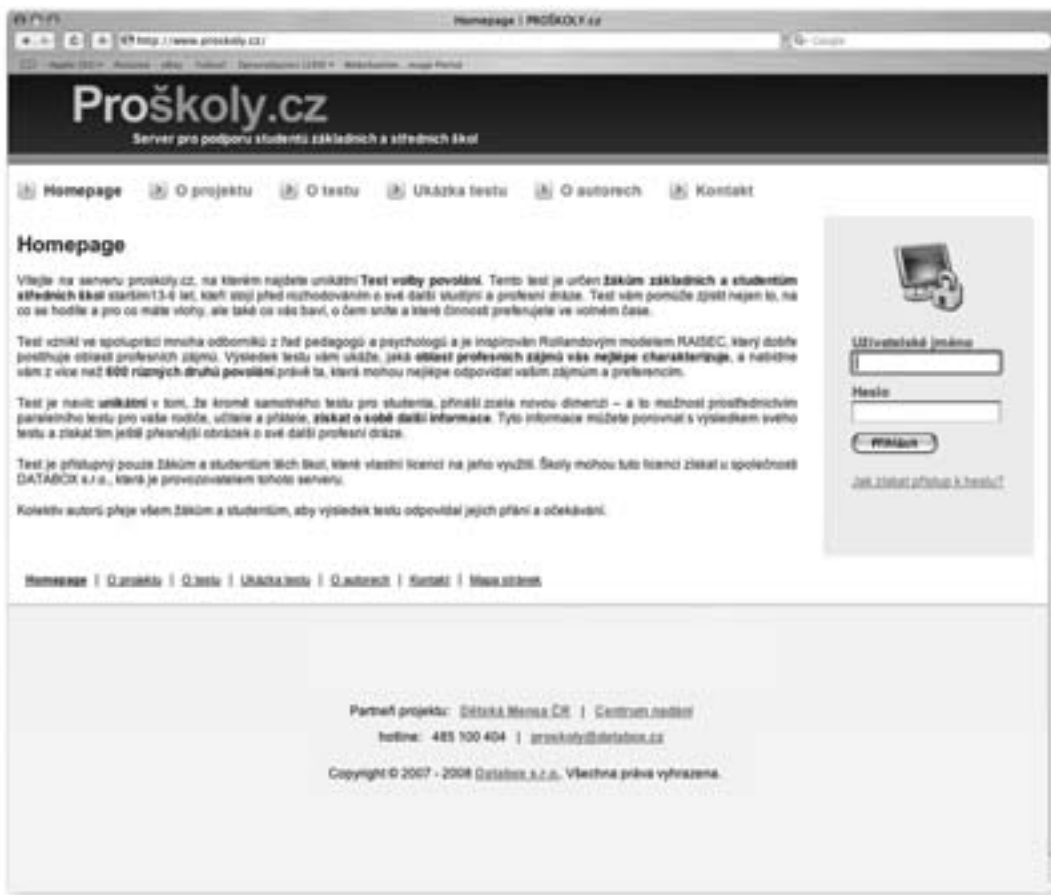 Homepage | PROŠKOLY.cz
http://www.proskoly.cz/
Google
Proškoly.cz
Server pro podporu studentů základních a středních škol
Homepage O projektu O testu Ukázka testu O autorech Kontakt
Homepage
Vítejte na serveru proskoly.cz, na kterém najdete unikátní Test volby povolání. Tento test je určen žákům základních a studentům
středních škol starším 13-ti let, kteří stojí před rozhodováním o své další studijní a profesní dráze. Test vám pomůže zjistit nejen to, na
co se hodíte a pro co máte vlohy, ale také co vás baví, o čem sníte a které činnosti preferujete ve volném čase.
Test vznikl ve spolupráci mnoha odborníků z řad pedagogů a psychologů a je inspirován Hollandovým modelem RAISEC, který dobře
postihuje oblasti profesních zájmů. Výsledek testu vám ukáže, jaká oblast profesních zájmů vás nejlépe charakterizuje, a nabídne
vám z více než 600 různých druhů povolání právě ta, která mohou nejlépe odpovídat vašim zájmům a preferencím.
Test je navíc unikátní v tom, že kromě samotného testu pro studenta, přináší zcela novou dimenzi – a to možnost prostřednictvím
paralelního testu pro vaše rodiče, učitele a přátele, získat o sobě další informace. Tyto informace můžete porovnat s výsledkem svého
testu a získat tím ještě přesnější obrázek o své další profesní dráze.
Test je přístupný pouze žákům a studentům těch škol, které vlastní licenci na jeho využití. Školy mohou tuto licenci získat u společnosti
DATABOX s.r.o., která je provozovatelem tohoto serveru.
Kolektiv autorů přeje všem žákům a studentům, aby výsledek testu odpovídal jejich přání a očekávání.
Uživatelské jméno
Heslo
Přihlásit
Jak získat přístup k testu?
Homepage | O projektu | O testu | Ukázka testu | O autorech | Kontakt | Mapa stránek
Partneři projektu: Dětská Mensa ČR | Centrum nadání
hotline: 485 100 404 | proskoly@databox.cz
Copyright © 2007 - 2008 Databox s.r.o., Všechna práva vyhrazena.